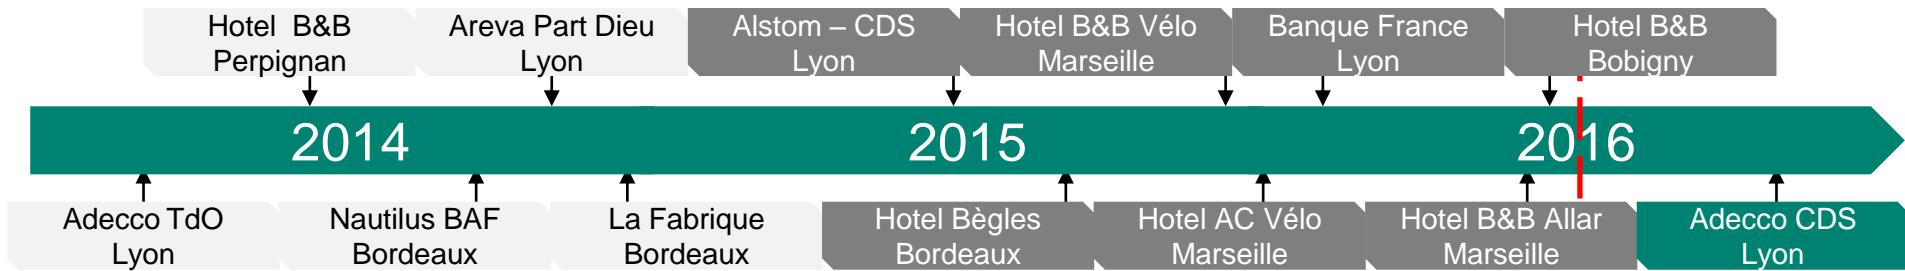 Hotel B&B
Perpignan
Areva Part Dieu
Lyon
Alstom – CDS
Lyon
Hotel B&B Vélo
Marseille
Banque France
Lyon
Hotel B&B
Bobigny
2014
2015
2016
Adecco TdO
Lyon
Nautilus BAF
Bordeaux
La Fabrique
Bordeaux
Hotel Bègles
Bordeaux
Hotel AC Vélo
Marseille
Hotel B&B Allar
Marseille
Adecco CDS
Lyon